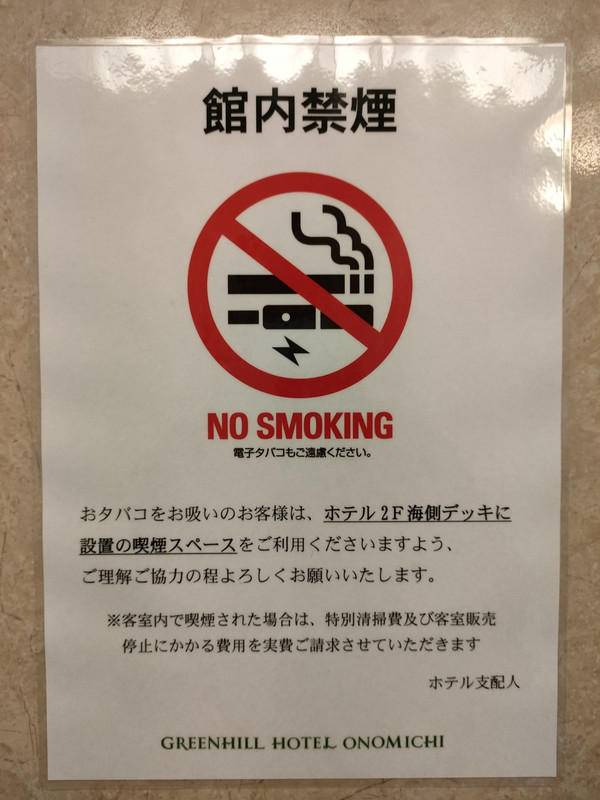 館内禁煙
NO SMOKING
電子タバコもご遠慮ください。
おタバコをお吸いのお客様は、ホテル2F海側デッキに
設置の喫煙スペースをご利用くださいますよう、
ご理解ご協力の程よろしくお願いいたします。
※客室内で喫煙された場合は、特別清掃費及び客室販売
停止にかかる費用を実費ご請求させていただきます
ホテル支配人
GREENHILL HOTEL ONOMICHI